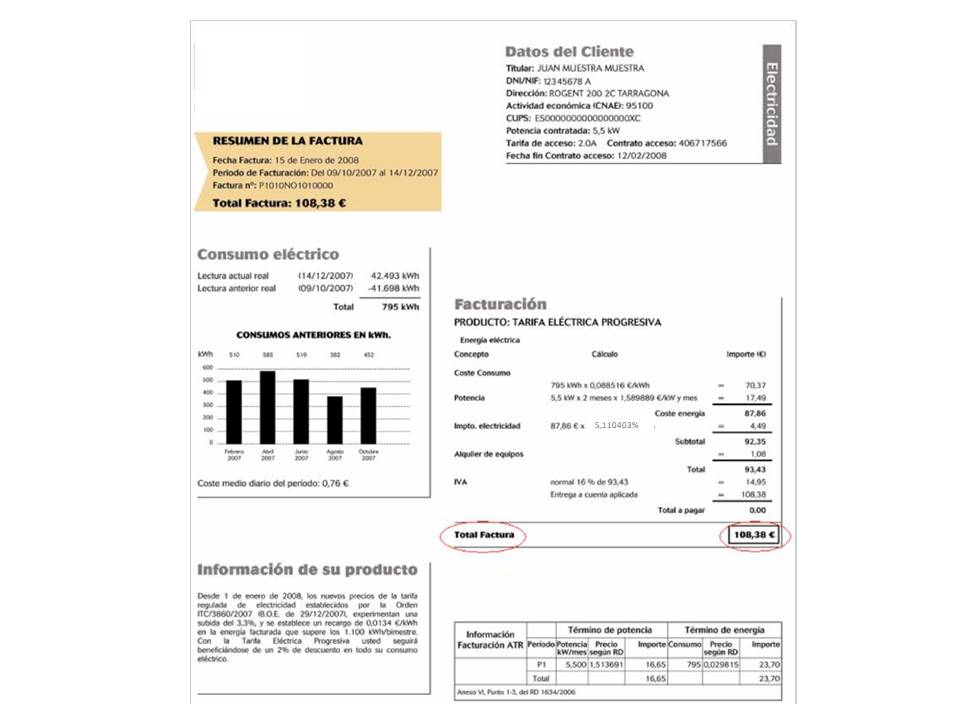 Datos del Cliente
Titular: JUAN MUESTRA MUESTRA
DNI/NIF: 12345678 A
Dirección: ROGENT 200 2C TARRAGONA
Actividad económica (CNAE): 95100
CUPS: ES0000000000000000XC
Potencia contratada: 5,5 kW
Tarifa de acceso: 2.0A Contrato acceso: 406717566
Fecha fin Contrato acceso: 12/02/2008
Electricidad
RESUMEN DE LA FACTURA
Fecha Factura: 15 de Enero de 2008
Periodo de Facturación: Del 09/10/2007 al 14/12/2007
Factura nº: P1010NO1010000
Total Factura: 108,38 €
Consumo eléctrico
Lectura actual real (14/12/2007) 42.493 kWh
Lectura anterior real (09/10/2007) -41.698 kWh
Total 795 kWh
CONSUMOS ANTERIORES EN kWh.
kWh 510 585 519 382 452
600
500
400
300
200
100
0
Febrero Abril Junio Agosto Octubre
2007 2007 2007 2007 2007
Coste medio diario del período: 0,76 €
Facturación
PRODUCTO: TARIFA ELÉCTRICA PROGRESIVA
Energía eléctrica
Concepto Cálculo Importe (€)
Coste Consumo
795 kWh x 0,088516 €/kWh = 70,37
Potencia 5,5 kW x 2 meses x 1,589889 €/kW y mes = 17,49
Coste energía 87,86
Impto. electricidad 87,86 € x 5,110403% = 4,49
Subtotal 92,35
Alquiler de equipos = 1,08
Total 93,43
IVA normal 16 % de 93,43 = 14,95
Entrega a cuenta aplicada = 108,38
Total a pagar 0,00
Total Factura 108,38 €
Información de su producto
Desde 1 de enero de 2008, los nuevos precios de la tarifa
regulada de electricidad establecidos por la Orden
ITC/3860/2007 (B.O.E. de 29/12/2007), experimentan una
subida del 3,3%, y se establece un recargo de 0,0134 €/kWh
en la energía facturada que supere los 1.100 kWh/bimestre.
Con la Tarifa Eléctrica Progresiva usted seguirá
beneficiándose de un 2% de descuento en todo su consumo
eléctrico.
Información Facturación ATR
Término de potencia Término de energía
Período Potencia kW/mes Precio según RD Importe Consumo Precio según RD Importe
P1 5,500 1,513691 16,65 795 0,029815 23,70
Total 16,65 23,70
Anexo VI, Punto 1-3, del RD 1634/2006